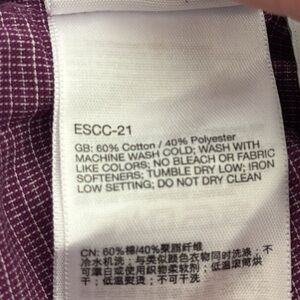 ESCC-21
GB: 60% Cotton / 40% Polyester
MACHINE WASH COLD; WASH WITH
LIKE COLORS; NO BLEACH OR FABRIC
SOFTENERS; TUMBLE DRY LOW; IRON
LOW SETTING; DO NOT DRY CLEAN
CN: 60%棉/40%聚脂纤维
冷水机洗；与类似颜色衣物同时洗涤；不
可漂白或使用织物柔软剂；低温滚筒烘
干；低温熨烫；不可干洗